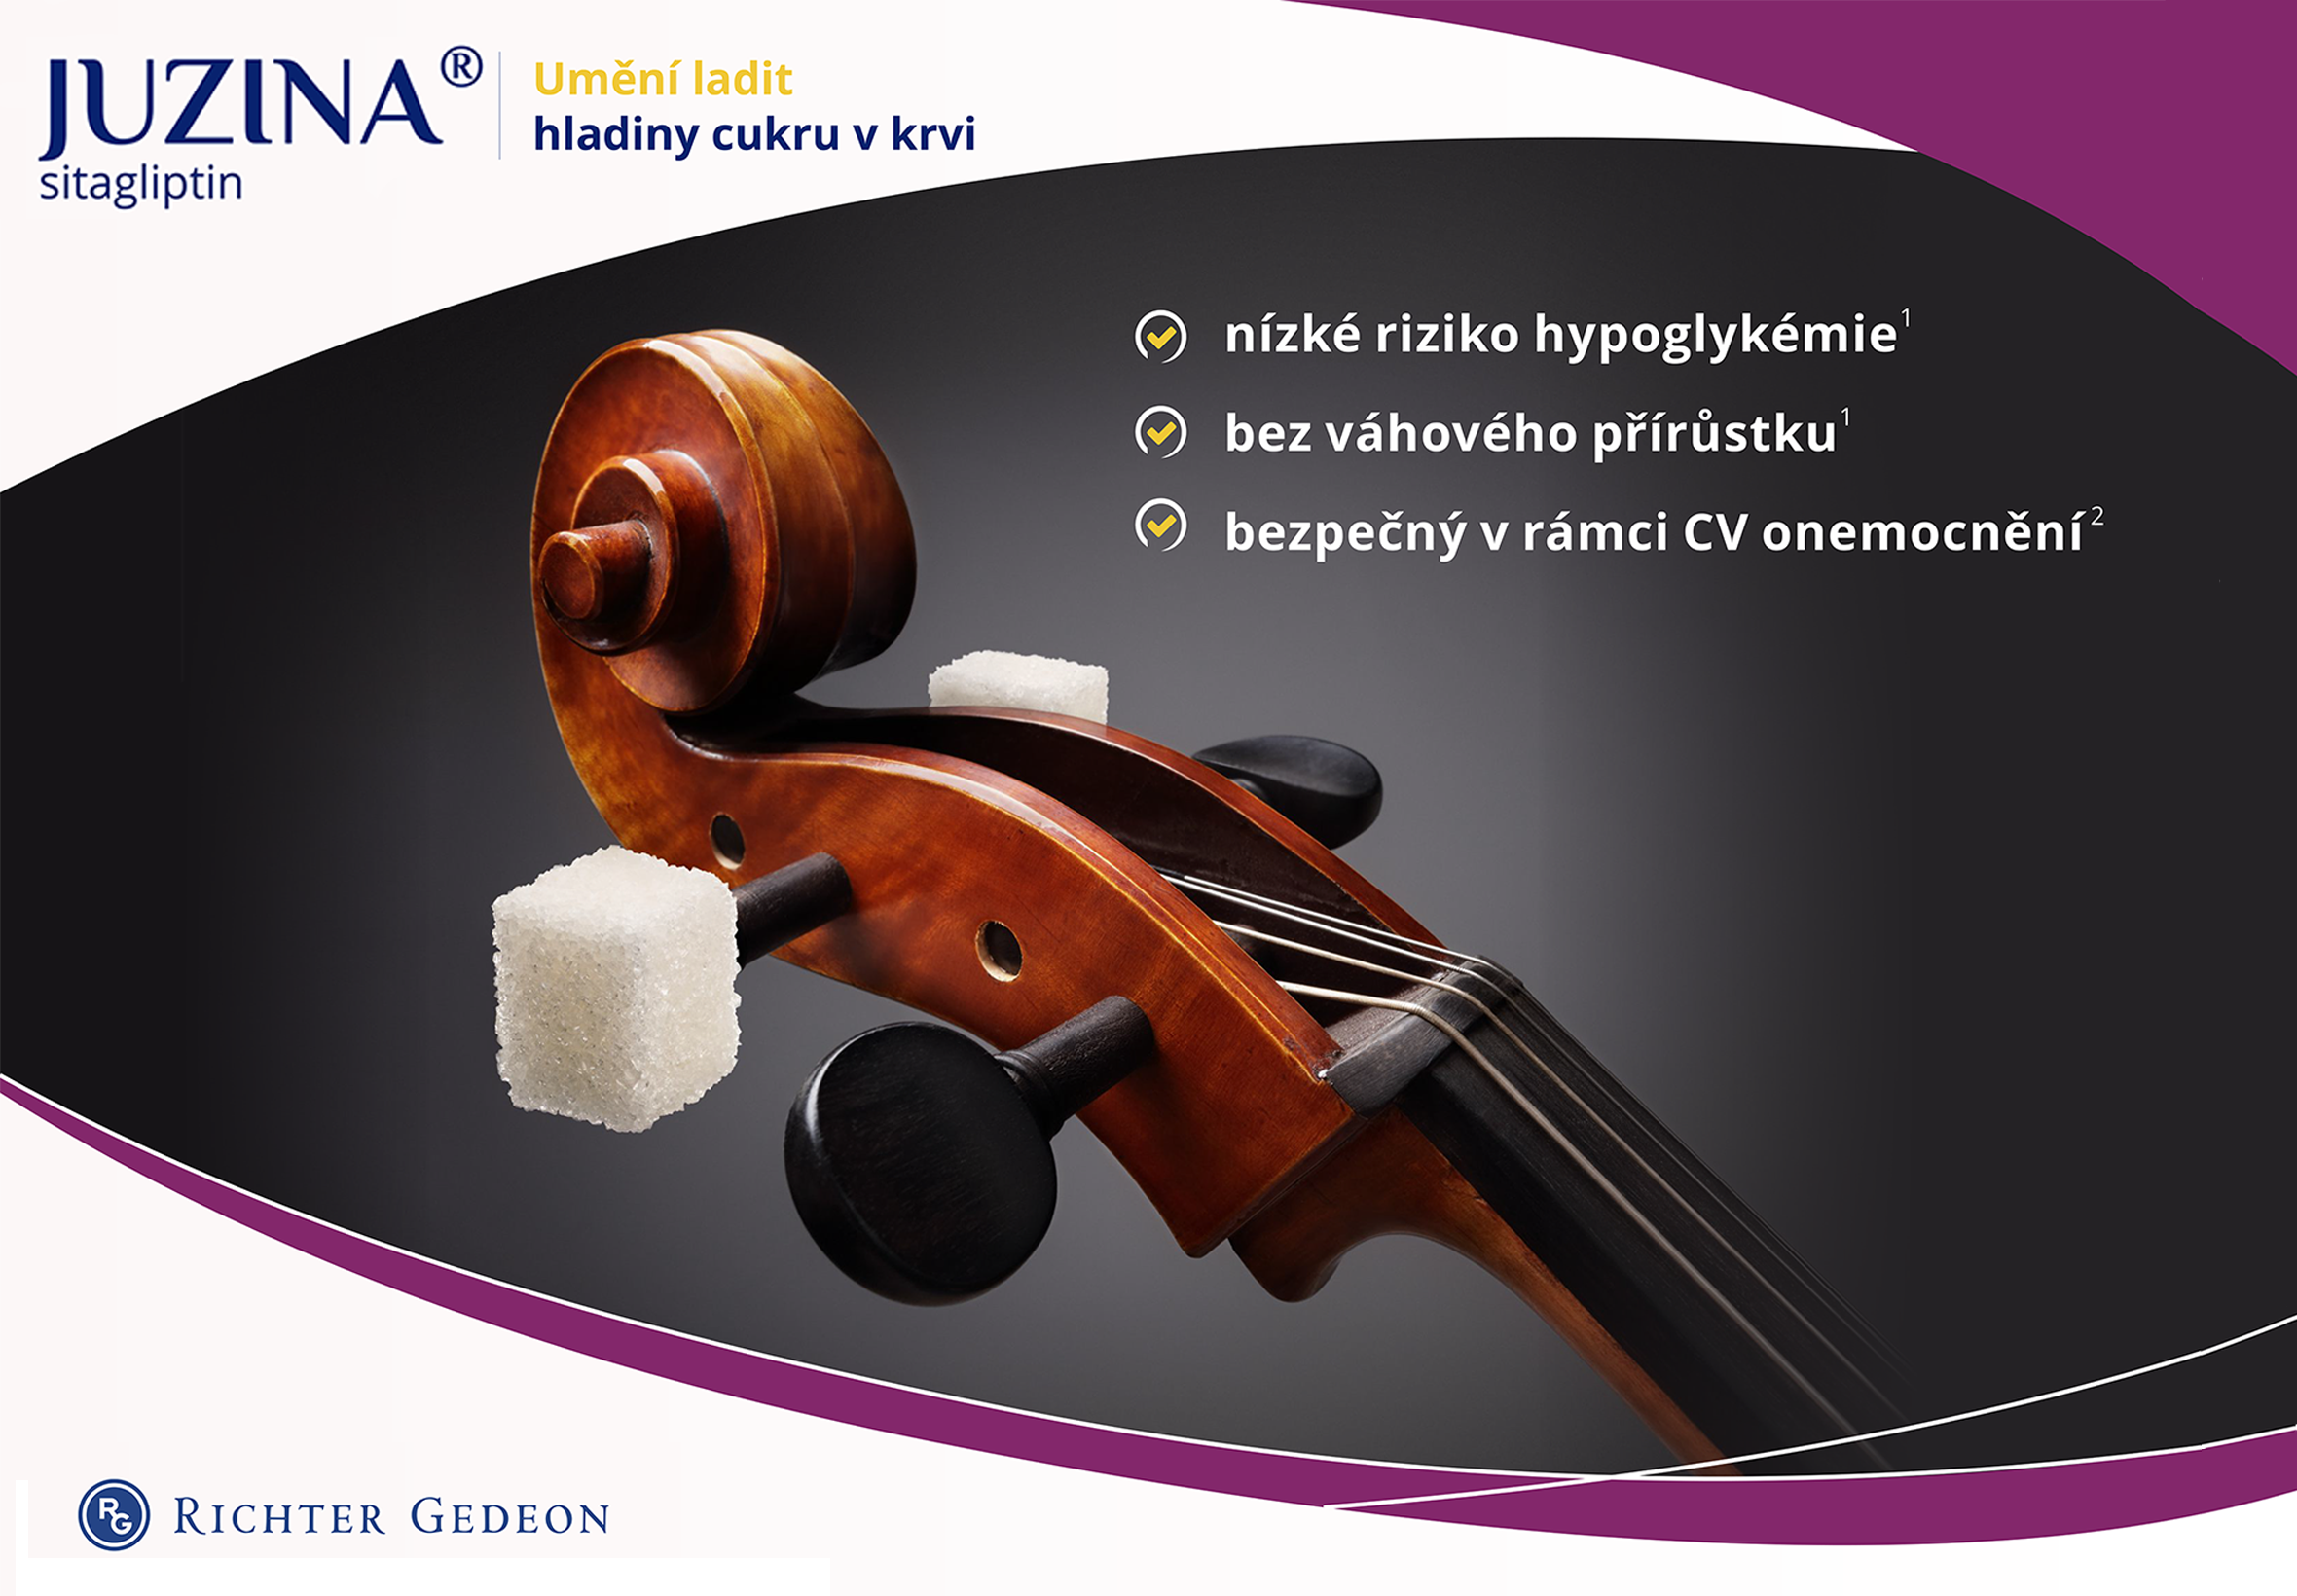 JUZINA®
sitagliptin
Umění ladit
hladiny cukru v krvi
nízké riziko hypoglykémie¹
bez váhového přírůstku¹
bezpečný v rámci CV onemocnění²
RG RICHTER GEDEON